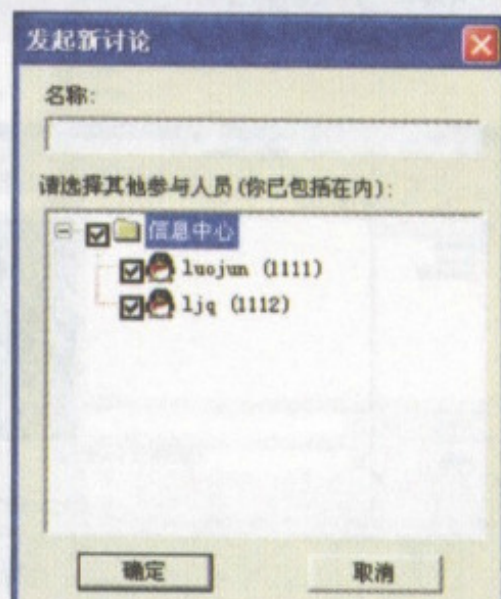 发起新讨论
名称:
请选择其他参与人员(你已包括在内):
信息中心
luojun (1111)
ljq (1112)
确定
取消